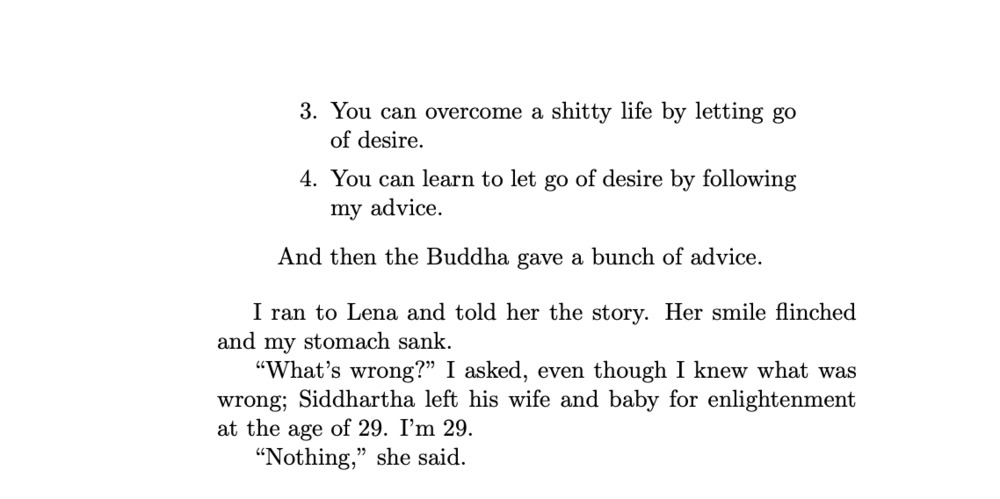 3. You can overcome a shitty life by letting go
of desire.
4. You can learn to let go of desire by following
my advice.
And then the Buddha gave a bunch of advice.
I ran to Lena and told her the story. Her smile flinched
and my stomach sank.
“What’s wrong?” I asked, even though I knew what was
wrong; Siddhartha left his wife and baby for enlightenment
at the age of 29. I’m 29.
“Nothing,” she said.